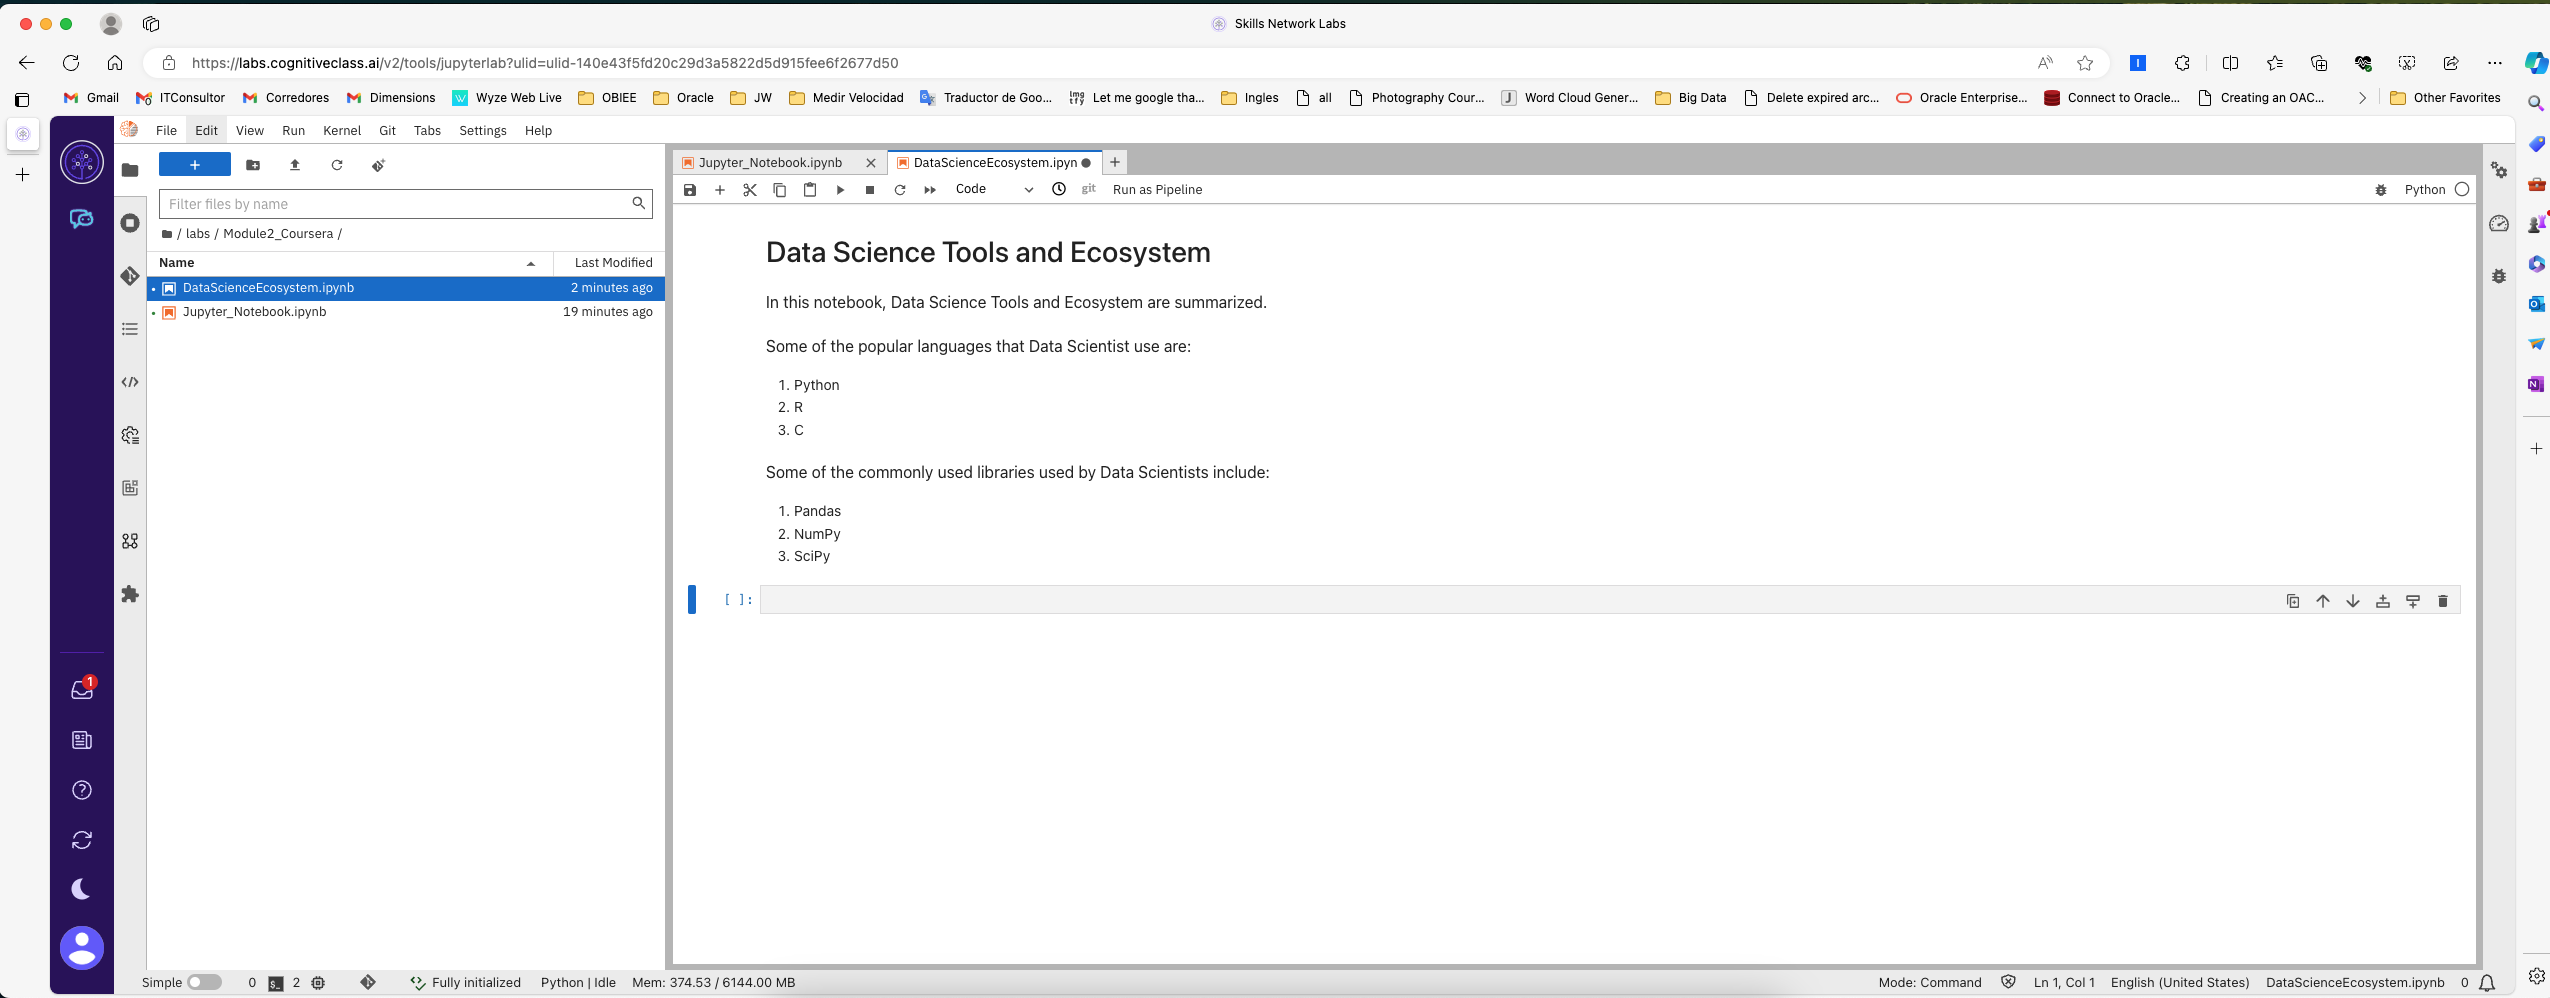 Skills Network Labs
https://labs.cognitiveclass.ai/v2/tools/jupyterlab?ulid=ulid-140e43f5fd20c29d3a5822d5d915fee6f2677d50
Gmail ITConsultor Corredores Dimensions Wyze Web Live OBIEE Oracle JW Medir Velocidad Traductor de Goo... Let me google tha... Ingles all Photography Cour... Word Cloud Gener... Big Data Delete expired arc... Oracle Enterprise... Connect to Oracle... Creating an OAC... Other Favorites
File Edit View Run Kernel Git Tabs Settings Help
Jupyter_Notebook.ipynb DataScienceEcosystem.ipyn
Code git Run as Pipeline Python
Filter files by name
/ labs / Module2_Coursera /
Name Last Modified
DataScienceEcosystem.ipynb 2 minutes ago
Jupyter_Notebook.ipynb 19 minutes ago
Data Science Tools and Ecosystem
In this notebook, Data Science Tools and Ecosystem are summarized.
Some of the popular languages that Data Scientist use are:
1. Python
2. R
3. C
Some of the commonly used libraries used by Data Scientists include:
1. Pandas
2. NumPy
3. SciPy
[ ]:
1
Simple 0 2 Fully initialized Python | Idle Mem: 374.53 / 6144.00 MB Mode: Command Ln 1, Col 1 English (United States) DataScienceEcosystem.ipynb 0